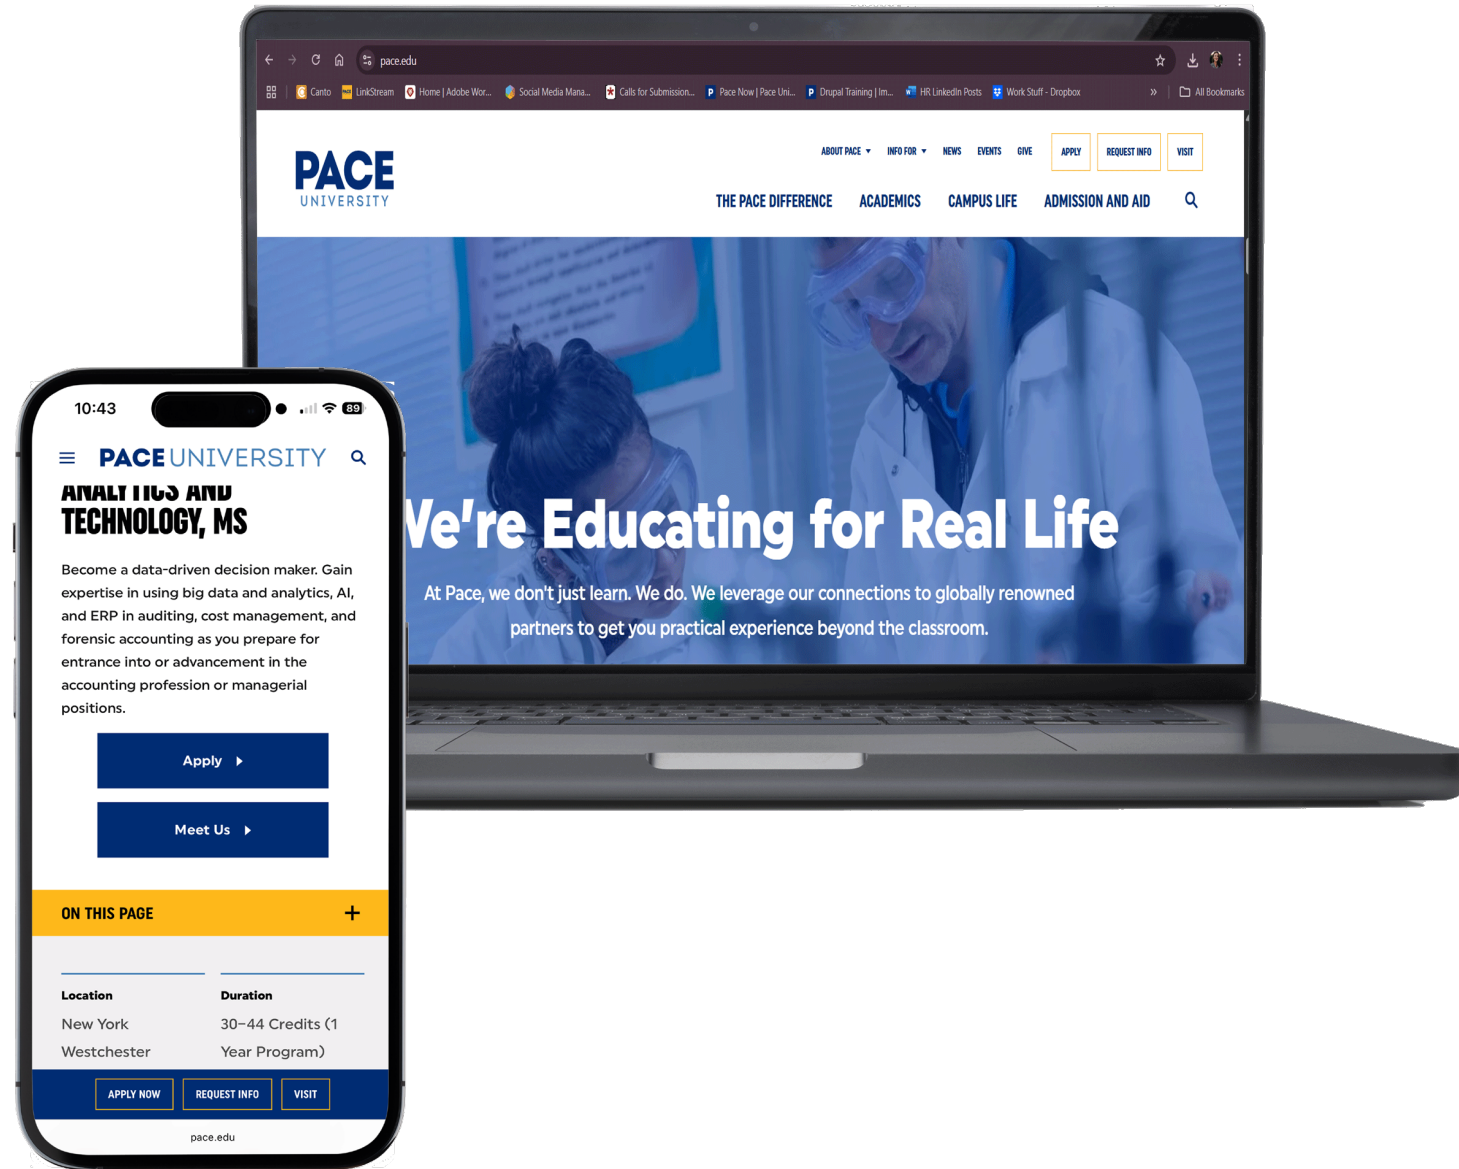 pace.edu
Canto
LinkStream
Home | Adobe Wor...
Social Media Mana...
Calls for Submission...
Pace Now | Pace Uni...
Drupal Training | Im...
HR LinkedIn Posts
Work Stuff - Dropbox
»
All Bookmarks
PACE
UNIVERSITY
ABOUT PACE
INFO FOR
NEWS
EVENTS
GIVE
APPLY
REQUEST INFO
VISIT
THE PACE DIFFERENCE
ACADEMICS
CAMPUS LIFE
ADMISSION AND AID
We're Educating for Real Life
At Pace, we don't just learn. We do. We leverage our connections to globally renowned
partners to get you practical experience beyond the classroom.
10:43
89
PACE UNIVERSITY
ANALYTICS AND
TECHNOLOGY, MS
Become a data-driven decision maker. Gain
expertise in using big data and analytics, AI,
and ERP in auditing, cost management, and
forensic accounting as you prepare for
entrance into or advancement in the
accounting profession or managerial
positions.
Apply
Meet Us
ON THIS PAGE +
Location
New York
Westchester
Duration
30–44 Credits (1
Year Program)
APPLY NOW
REQUEST INFO
VISIT
pace.edu